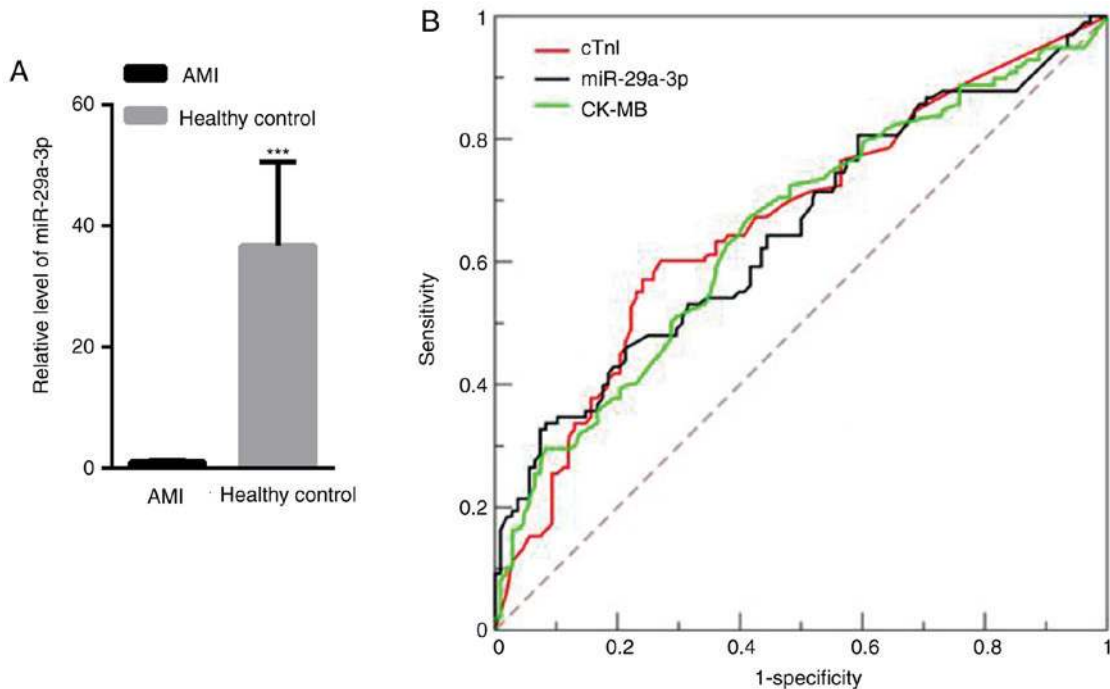 A
AMI
Healthy control
Relative level of miR-29a-3p
60
40
20
0
***
AMI
Healthy control
B
cTnI
miR-29a-3p
CK-MB
Sensitivity
1
0.8
0.6
0.4
0.2
0
0 0.2 0.4 0.6 0.8 1
1-specificity